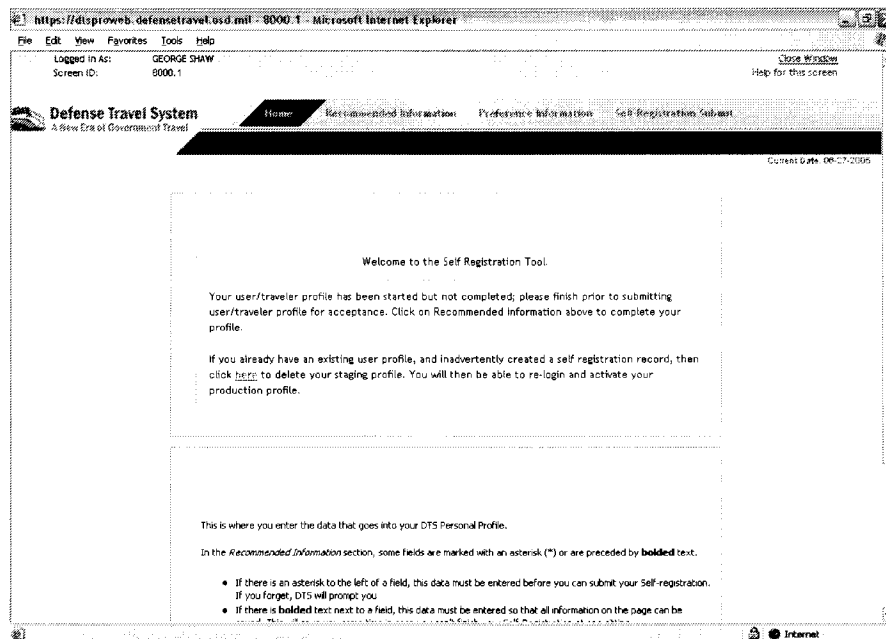 https://dtsproweb.defensetravel.osd.mil - 8000.1 - Microsoft Internet Explorer
File Edit View Favorites Tools Help
Logged In As: GEORGE SHAW Close Window
Screen ID: 8000.1 Help for this screen
Defense Travel System Home Recommended Information Preference Information Self-Registration Submit
A New Era of Government Travel
Current Date: 06-27-2005
Welcome to the Self Registration Tool.
Your user/traveler profile has been started but not completed; please finish prior to submitting
user/traveler profile for acceptance. Click on Recommended Information above to complete your
profile.
If you already have an existing user profile, and inadvertently created a self registration record, then
click here to delete your staging profile. You will then be able to re-login and activate your
production profile.
This is where you enter the data that goes into your DTS Personal Profile.
In the Recommended Information section, some fields are marked with an asterisk (*) or are preceded by bolded text.
• If there is an asterisk to the left of a field, this data must be entered before you can submit your Self-registration.
If you forget, DTS will prompt you
• If there is bolded text next to a field, this data must be entered so that all information on the page can be
Internet